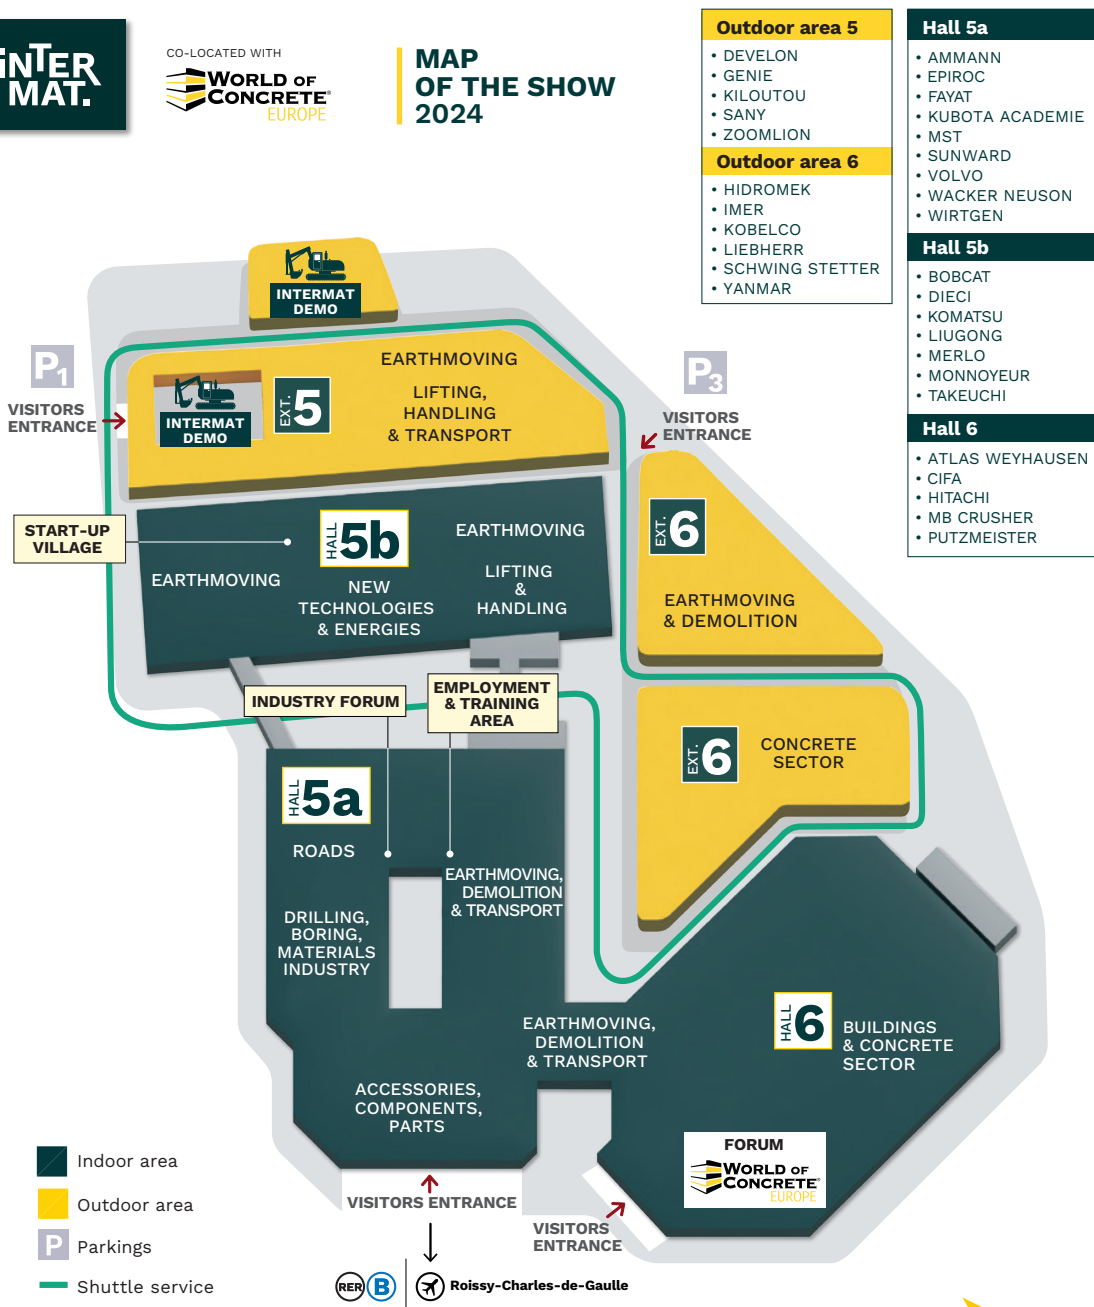 INTER
MAT.
CO-LOCATED WITH
WORLD OF
CONCRETE
EUROPE
MAP
OF THE SHOW
2024
Outdoor area 5
• DEVELON
• GENIE
• KILOUTOU
• SANY
• ZOOMLION
Outdoor area 6
• HIDROMEK
• IMER
• KOBELCO
• LIEBHERR
• SCHWING STETTER
• YANMAR
Hall 5a
• AMMANN
• EPIROC
• FAYAT
• KUBOTA ACADEMIE
• MST
• SUNWARD
• VOLVO
• WACKER NEUSON
• WIRTGEN
Hall 5b
• BOBCAT
• DIECI
• KOMATSU
• LIUGONG
• MERLO
• MONNOYEUR
• TAKEUCHI
Hall 6
• ATLAS WEYHAUSEN
• CIFA
• HITACHI
• MB CRUSHER
• PUTZMEISTER
INTERMAT
DEMO
P1
VISITORS
ENTRANCE
INTERMAT
DEMO
EXT. 5
EARTHMOVING
LIFTING,
HANDLING
& TRANSPORT
P3
VISITORS
ENTRANCE
START-UP
VILLAGE
EARTHMOVING
HALL 5b
NEW
TECHNOLOGIES
& ENERGIES
EARTHMOVING
LIFTING
&
HANDLING
EXT. 6
EARTHMOVING
& DEMOLITION
INDUSTRY FORUM
EMPLOYMENT
& TRAINING
AREA
EXT. 6
CONCRETE
SECTOR
HALL 5a
ROADS
DRILLING,
BORING,
MATERIALS
INDUSTRY
EARTHMOVING,
DEMOLITION
& TRANSPORT
EARTHMOVING,
DEMOLITION
& TRANSPORT
ACCESSORIES,
COMPONENTS,
PARTS
HALL 6
BUILDINGS
& CONCRETE
SECTOR
FORUM
WORLD OF
CONCRETE
EUROPE
VISITORS ENTRANCE
VISITORS
ENTRANCE
Indoor area
Outdoor area
P Parkings
Shuttle service
RER B
Roissy-Charles-de-Gaulle